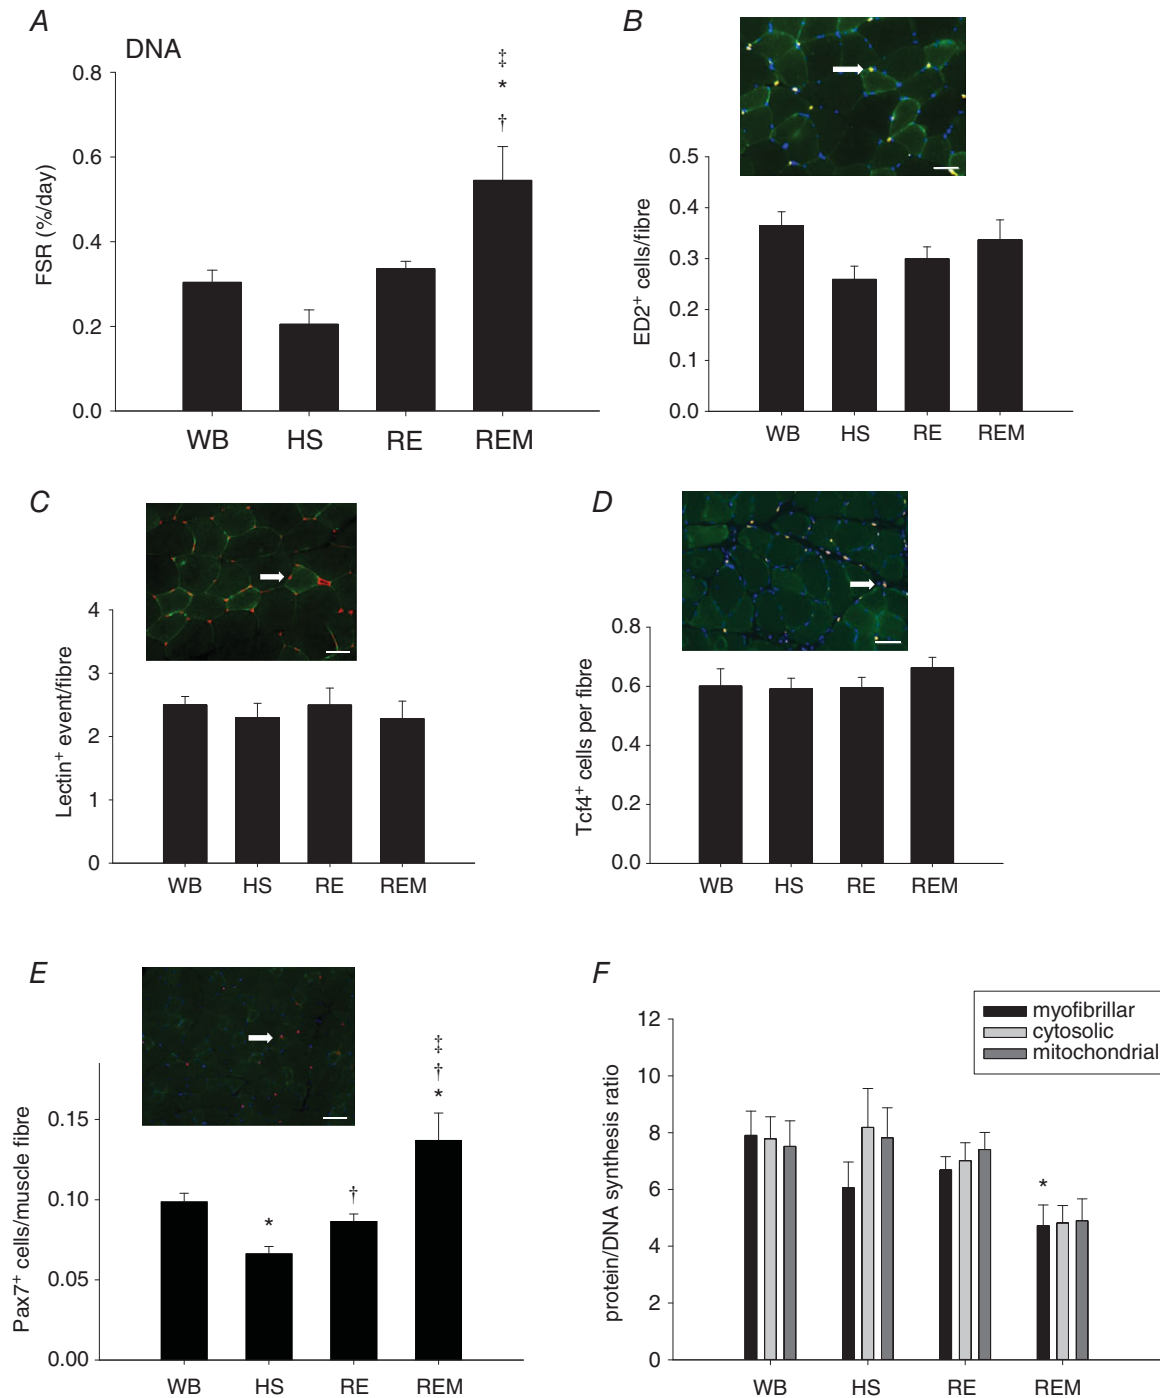 A
DNA
‡
*
†
0.8
0.6
0.4
0.2
0.0
FSR (%/day)
WB HS RE REM
B
0.5
0.4
0.3
0.2
0.1
0.0
ED2+ cells/fibre
WB HS RE REM
C
4
3
2
1
0
Lectin+ event/fibre
WB HS RE REM
D
0.8
0.6
0.4
0.2
0.0
Tcf4+ cells per fibre
WB HS RE REM
E
‡
†
*
*
†
0.15
0.10
0.05
0.00
Pax7+ cells/muscle fibre
WB HS RE REM
F
myofibrillar
cytosolic
mitochondrial
12
10
8
6
4
2
0
*
protein/DNA synthesis ratio
WB HS RE REM